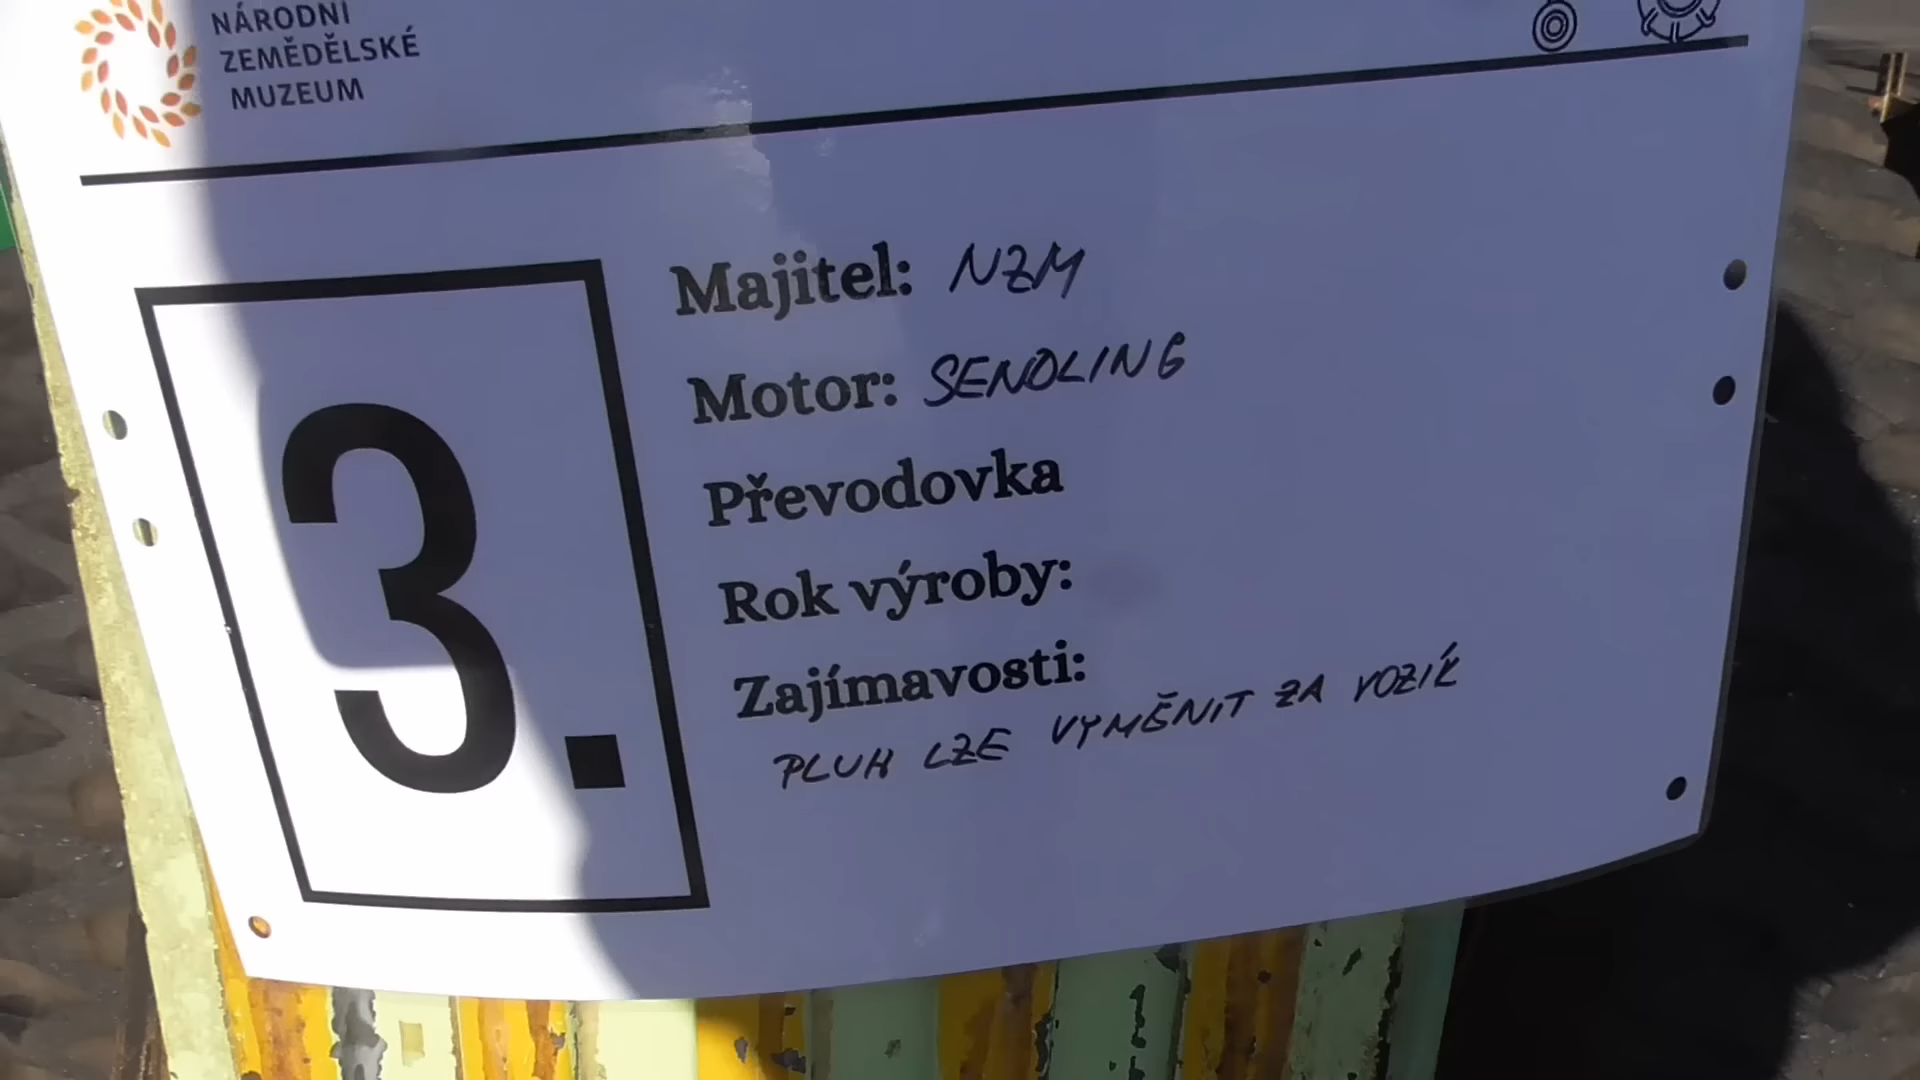 NÁRODNÍ
ZEMĚDĚLSKÉ
MUZEUM
3.
Majitel: NZM
Motor: SENDLING
Převodovka
Rok výroby:
Zajímavosti:
PLUH LZE VYMĚNIT ZA VOZÍK